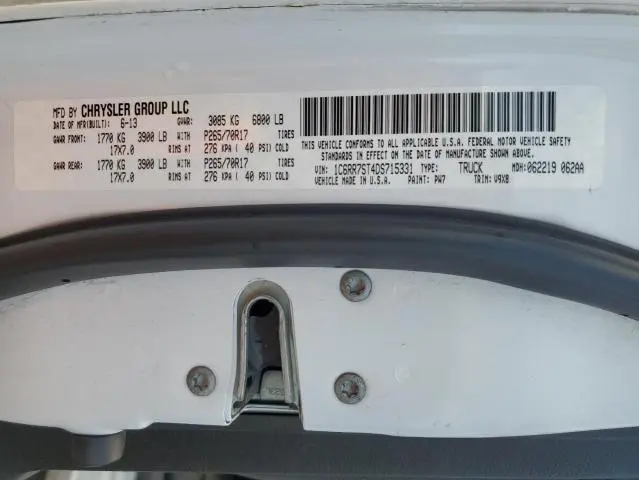 MFD BY CHRYSLER GROUP LLC
DATE OF MFR(BUILT): 6-13 GVWR: 3085 KG 6800 LB
GAWR FRONT: 1770 KG 3900 LB WITH P265/70R17 TIRES
17X7.0 RIMS AT 276 KPA ( 40 PSI) COLD
GAWR REAR: 1770 KG 3900 LB WITH P265/70R17 TIRES
17X7.0 RIMS AT 276 KPA ( 40 PSI) COLD
THIS VEHICLE CONFORMS TO ALL APPLICABLE U.S.A. FEDERAL MOTOR VEHICLE SAFETY
STANDARDS IN EFFECT ON THE DATE OF MANUFACTURE SHOWN ABOVE.
VIN: 1C6RR7ST4DS715331 TYPE: TRUCK MDH: 062219 062AA
MADE IN U.S.A. PAINT: PW7 TRIM: V9X8